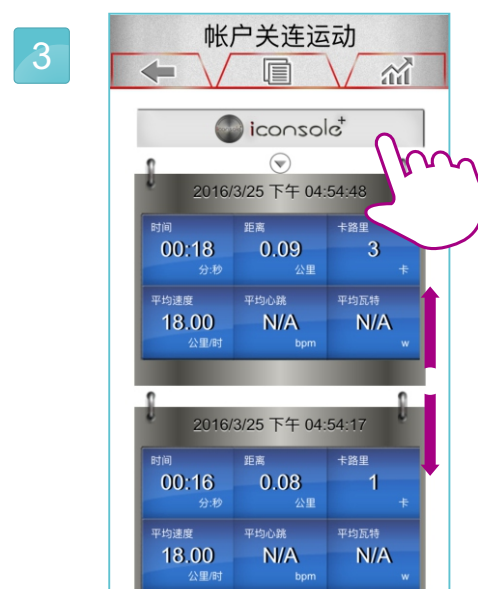 3
帐户关连运动
iconsole+
2016/3/25 下午 04:54:48
时间 距离 卡路里
00:18 0.09 3
分:秒 公里 卡
平均速度 平均心跳 平均瓦特
18.00 N/A N/A
公里/时 bpm w
2016/3/25 下午 04:54:17
时间 距离 卡路里
00:16 0.08 1
分:秒 公里 卡
平均速度 平均心跳 平均瓦特
18.00 N/A N/A
公里/时 bpm w